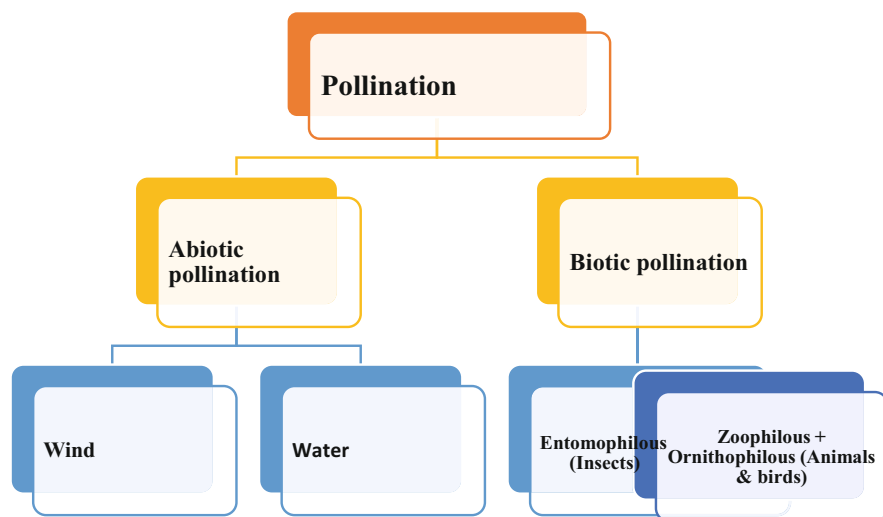 Pollination
Abiotic
pollination
Biotic pollination
Wind
Water
Entomophilous
(Insects)
Zoophilous +
Ornithophilous (Animals
& birds)